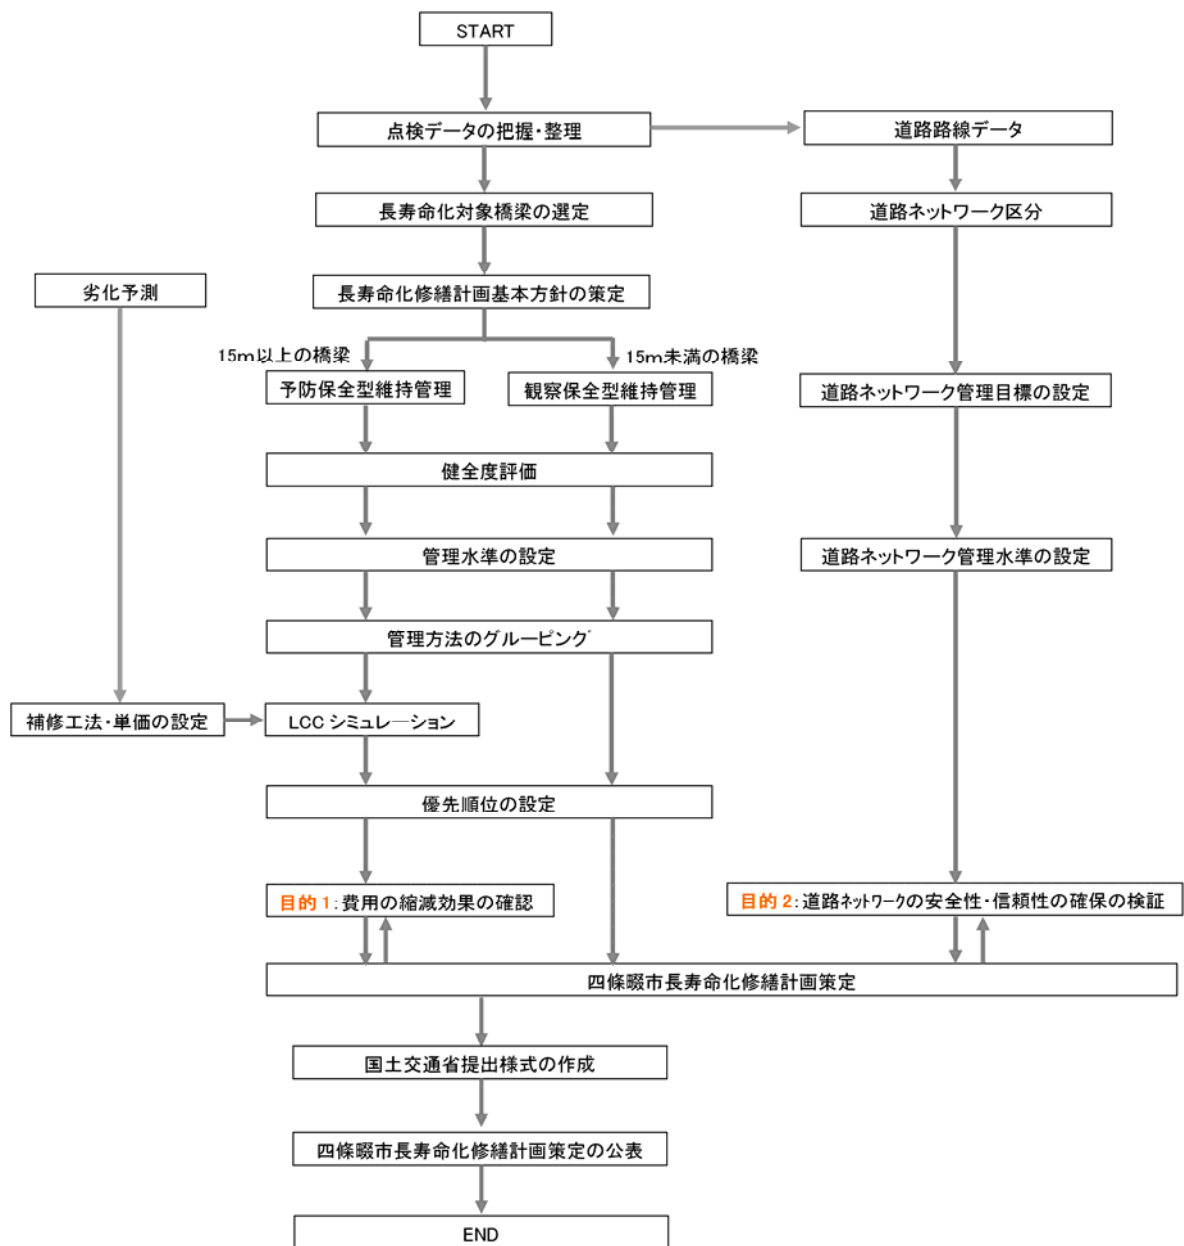 START
点検データの把握・整理
道路路線データ
長寿命化対象橋梁の選定
道路ネットワーク区分
劣化予測
長寿命化修繕計画基本方針の策定
15m以上の橋梁
15m未満の橋梁
予防保全型維持管理
観察保全型維持管理
道路ネットワーク管理目標の設定
健全度評価
管理水準の設定
道路ネットワーク管理水準の設定
管理方法のグルーピング
補修工法・単価の設定
LCC シミュレーション
優先順位の設定
目的 1:費用の縮減効果の確認
目的 2:道路ネットワークの安全性・信頼性の確保の検証
四條畷市長寿命化修繕計画策定
国土交通省提出様式の作成
四條畷市長寿命化修繕計画策定の公表
END